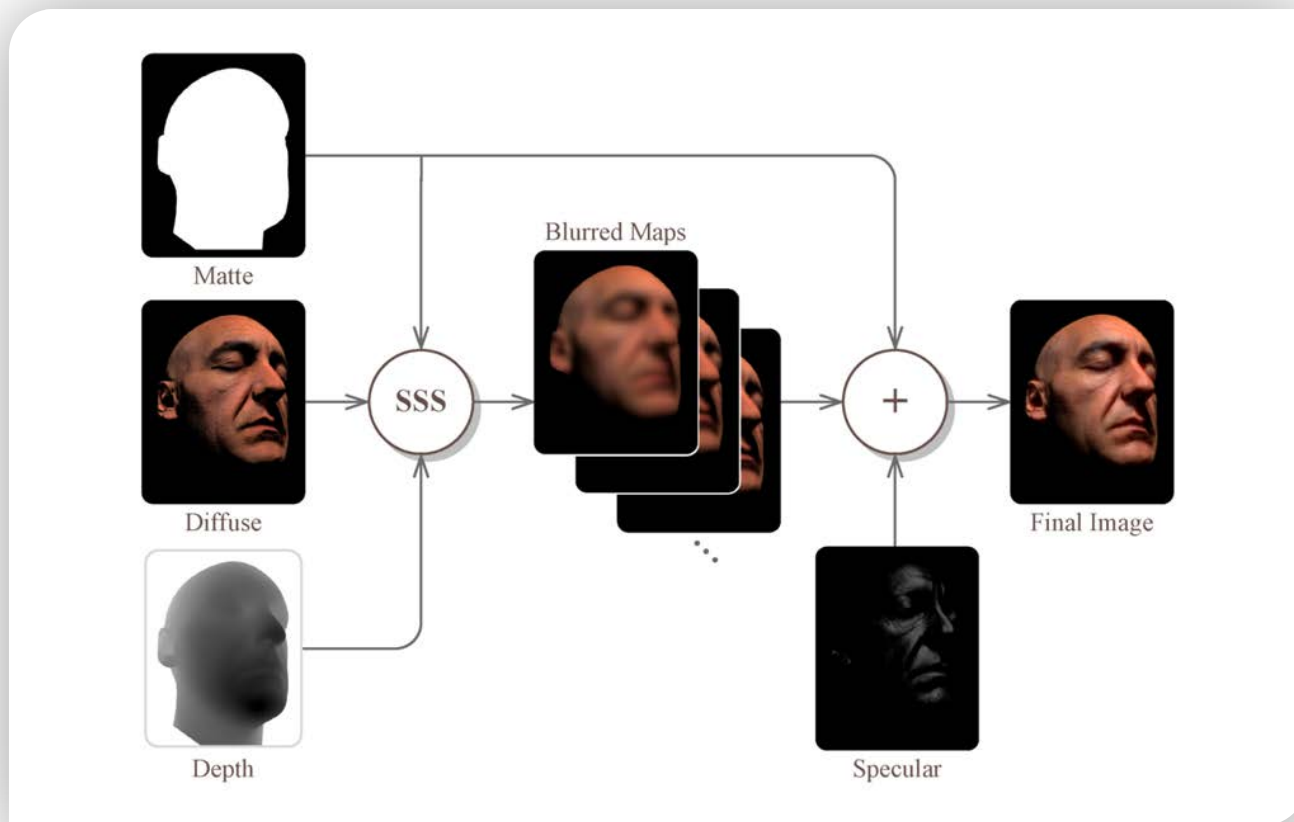 Matte
Blurred Maps
Diffuse
SSS
+
Final Image
Depth
Specular